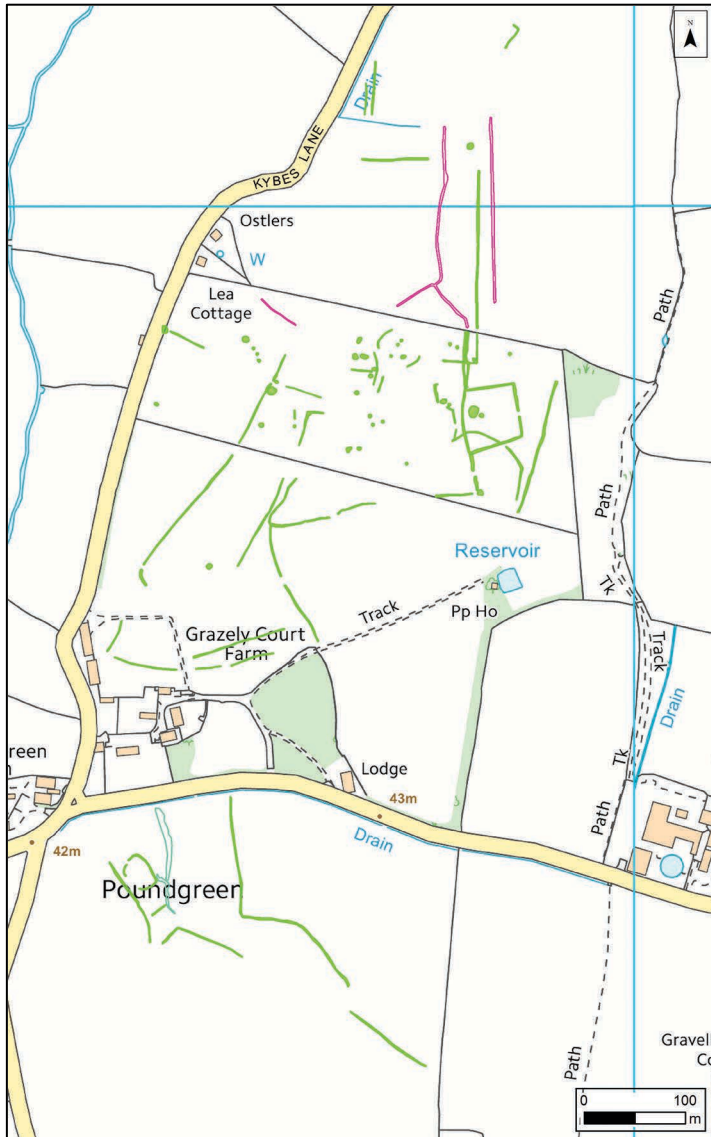 N
Drain
KYBES LANE
Ostlers
W
Lea
Cottage
Path
Path
Reservoir
Tk
Pp Ho
Track
Grazely Court
Farm
Track
Drain
reen
Lodge
Tk
43m
Path
42m
Drain
Poundgreen
Gravell
Co
Path
0
100
m